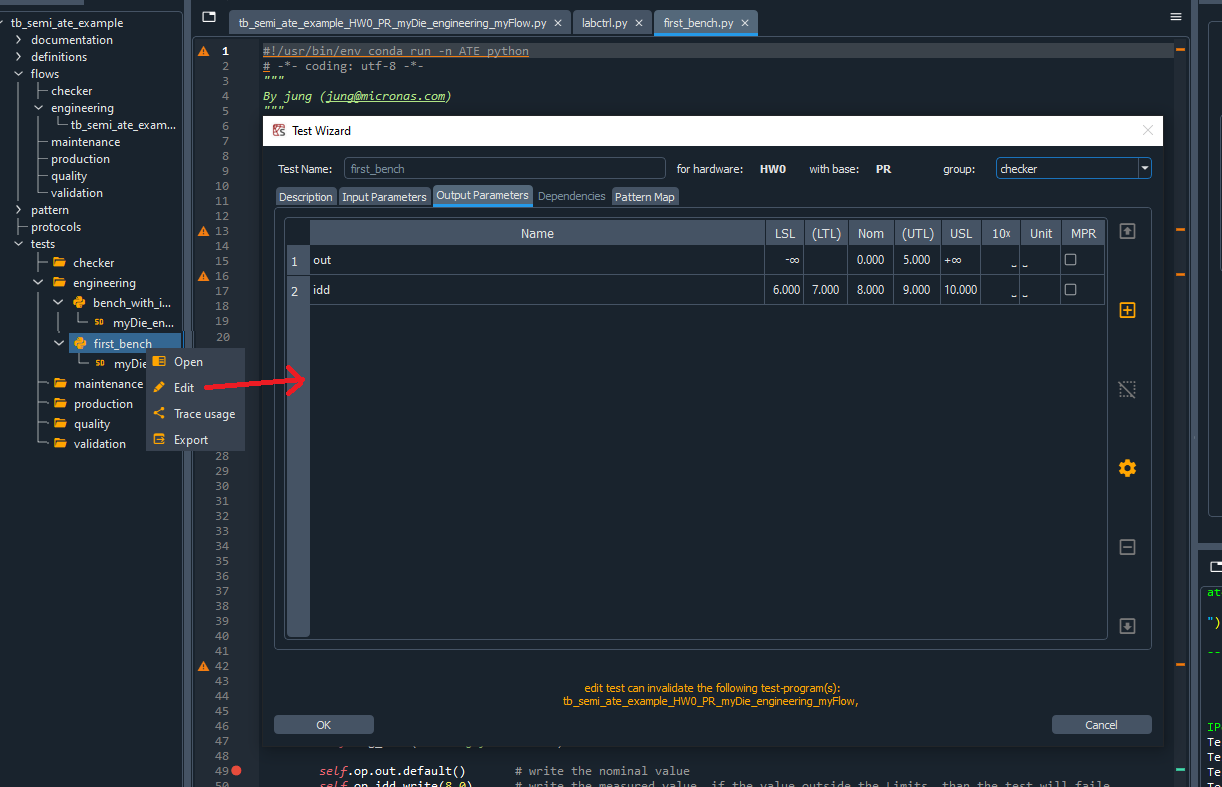 tb_semi_ate_example
documentation
definitions
flows
checker
engineering
tb_semi_ate_exam...
maintenance
production
quality
validation
pattern
protocols
tests
checker
engineering
bench_with_i...
myDie_en...
first_bench
myDie
maintenance
production
quality
validation
Open
Edit
Trace usage
Export
tb_semi_ate_example_HW0_PR_myDie_engineering_myFlow.py
labctrl.py
first_bench.py
1 #!/usr/bin/env conda run -n ATE python
2 # -*- coding: utf-8 -*-
3 """
4 By jung (jung@micronas.com)
5 """
6
7
8
9
10
11
12
13
14
15
16
17
18
19
20
28
29
30
31
32
33
34
35
36
37
38
39
40
41
42
43
44
45
46
47
48
49 self.op.out.default() # write the nominal value
50 self.op.idd.write(8.0) # write the measured value, if the value outside the Limits, than the test will faile
Test Wizard
Test Name: first_bench for hardware: HW0 with base: PR group: checker
Description Input Parameters Output Parameters Dependencies Pattern Map
Name LSL (LTL) Nom (UTL) USL 10ˣ Unit MPR
1 out -∞ 0.000 5.000 +∞ ˽ ˽
2 idd 6.000 7.000 8.000 9.000 10.000 ˽ ˽
edit test can invalidate the following test-program(s):
tb_semi_ate_example_HW0_PR_myDie_engineering_myFlow,
OK Cancel
at
")
--
IP
Te
Te
Te